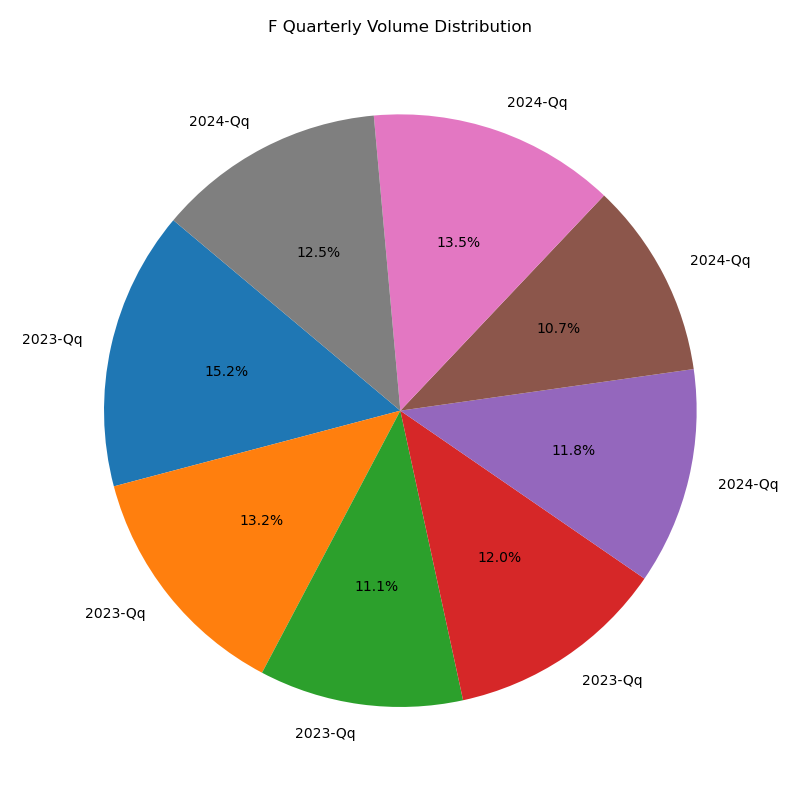 F Quarterly Volume Distribution
2024-Qq
2024-Qq
13.5%
12.5%
2024-Qq
10.7%
2023-Qq
15.2%
11.8%
2024-Qq
13.2%
12.0%
11.1%
2023-Qq
2023-Qq
2023-Qq